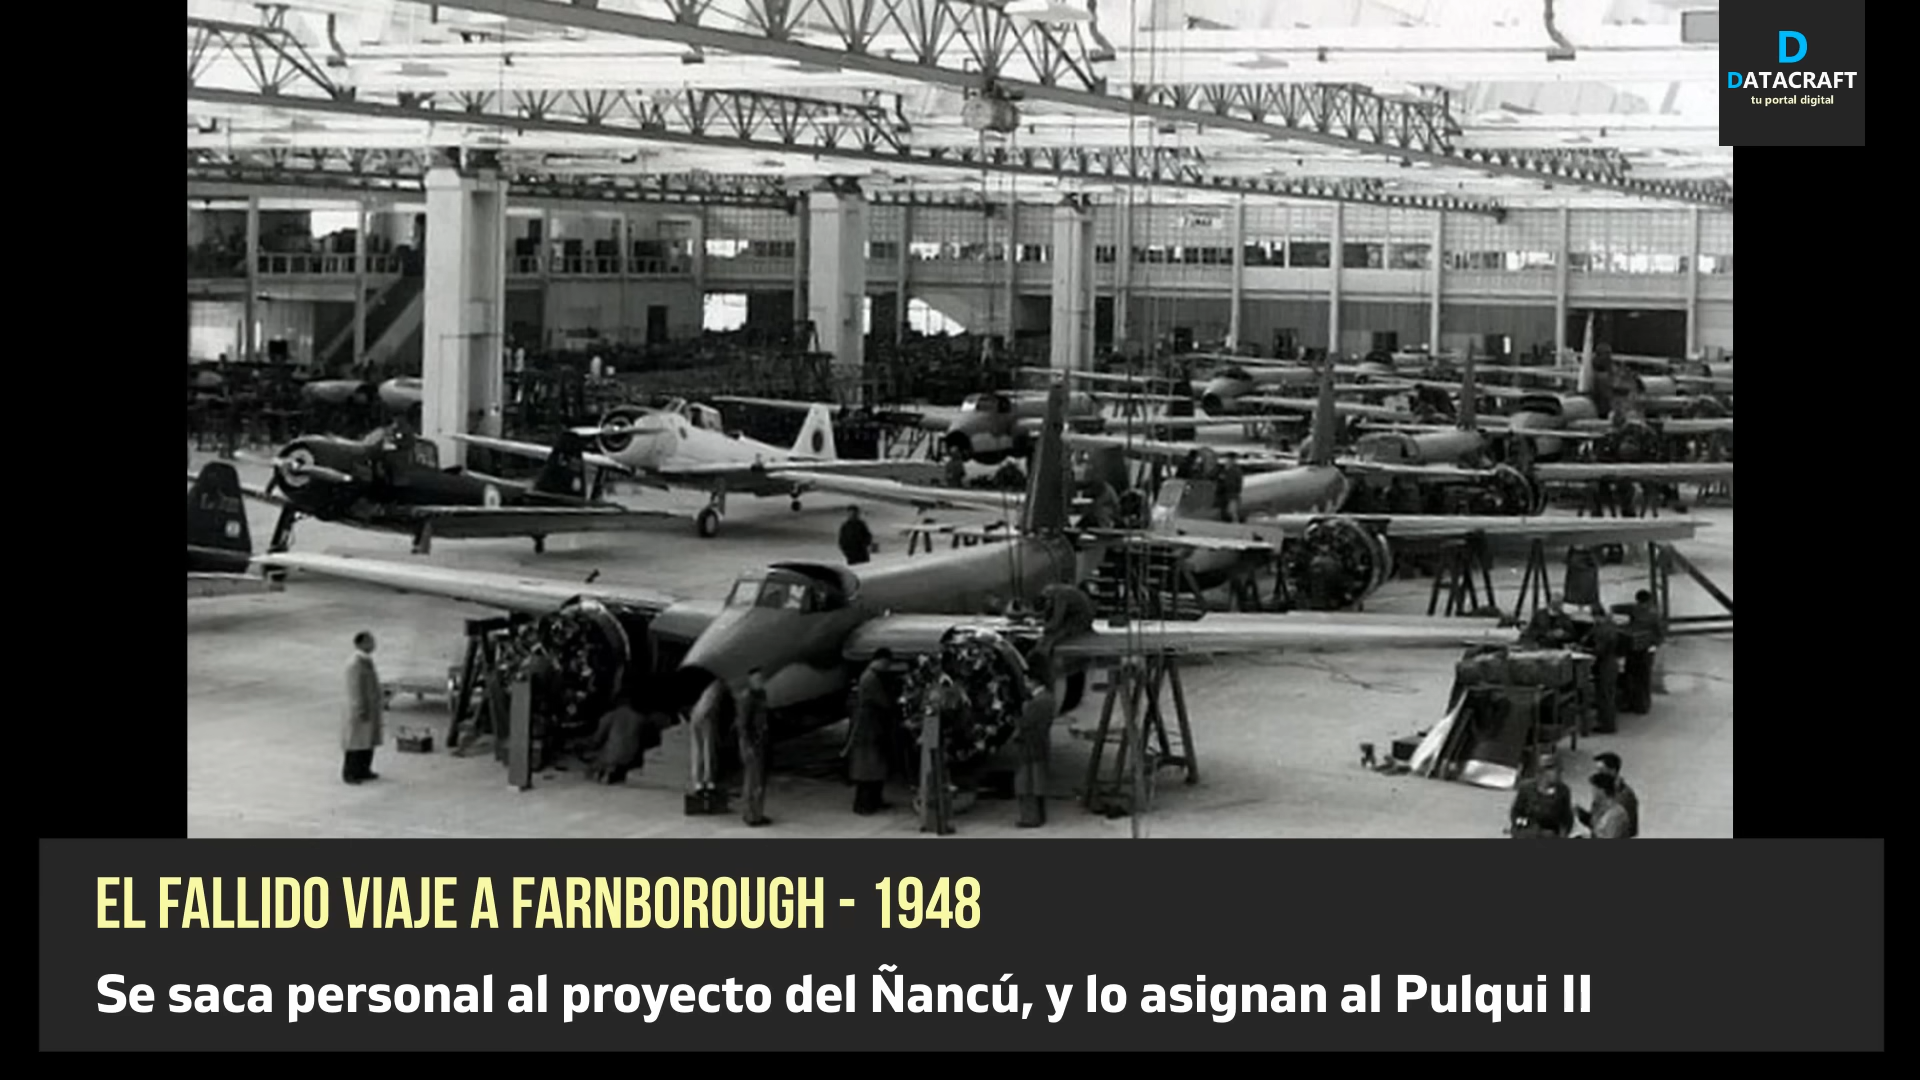 D
DATACRAFT
tu portal digital
EL FALLIDO VIAJE A FARNBOROUGH - 1948
Se saca personal al proyecto del Ñancú, y lo asignan al Pulqui II